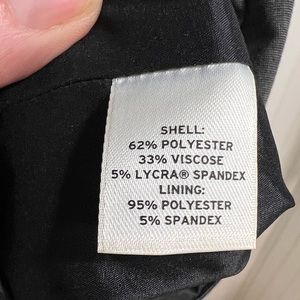 SHELL:
62% POLYESTER
33% VISCOSE
5% LYCRA® SPANDEX
LINING:
95% POLYESTER
5% SPANDEX